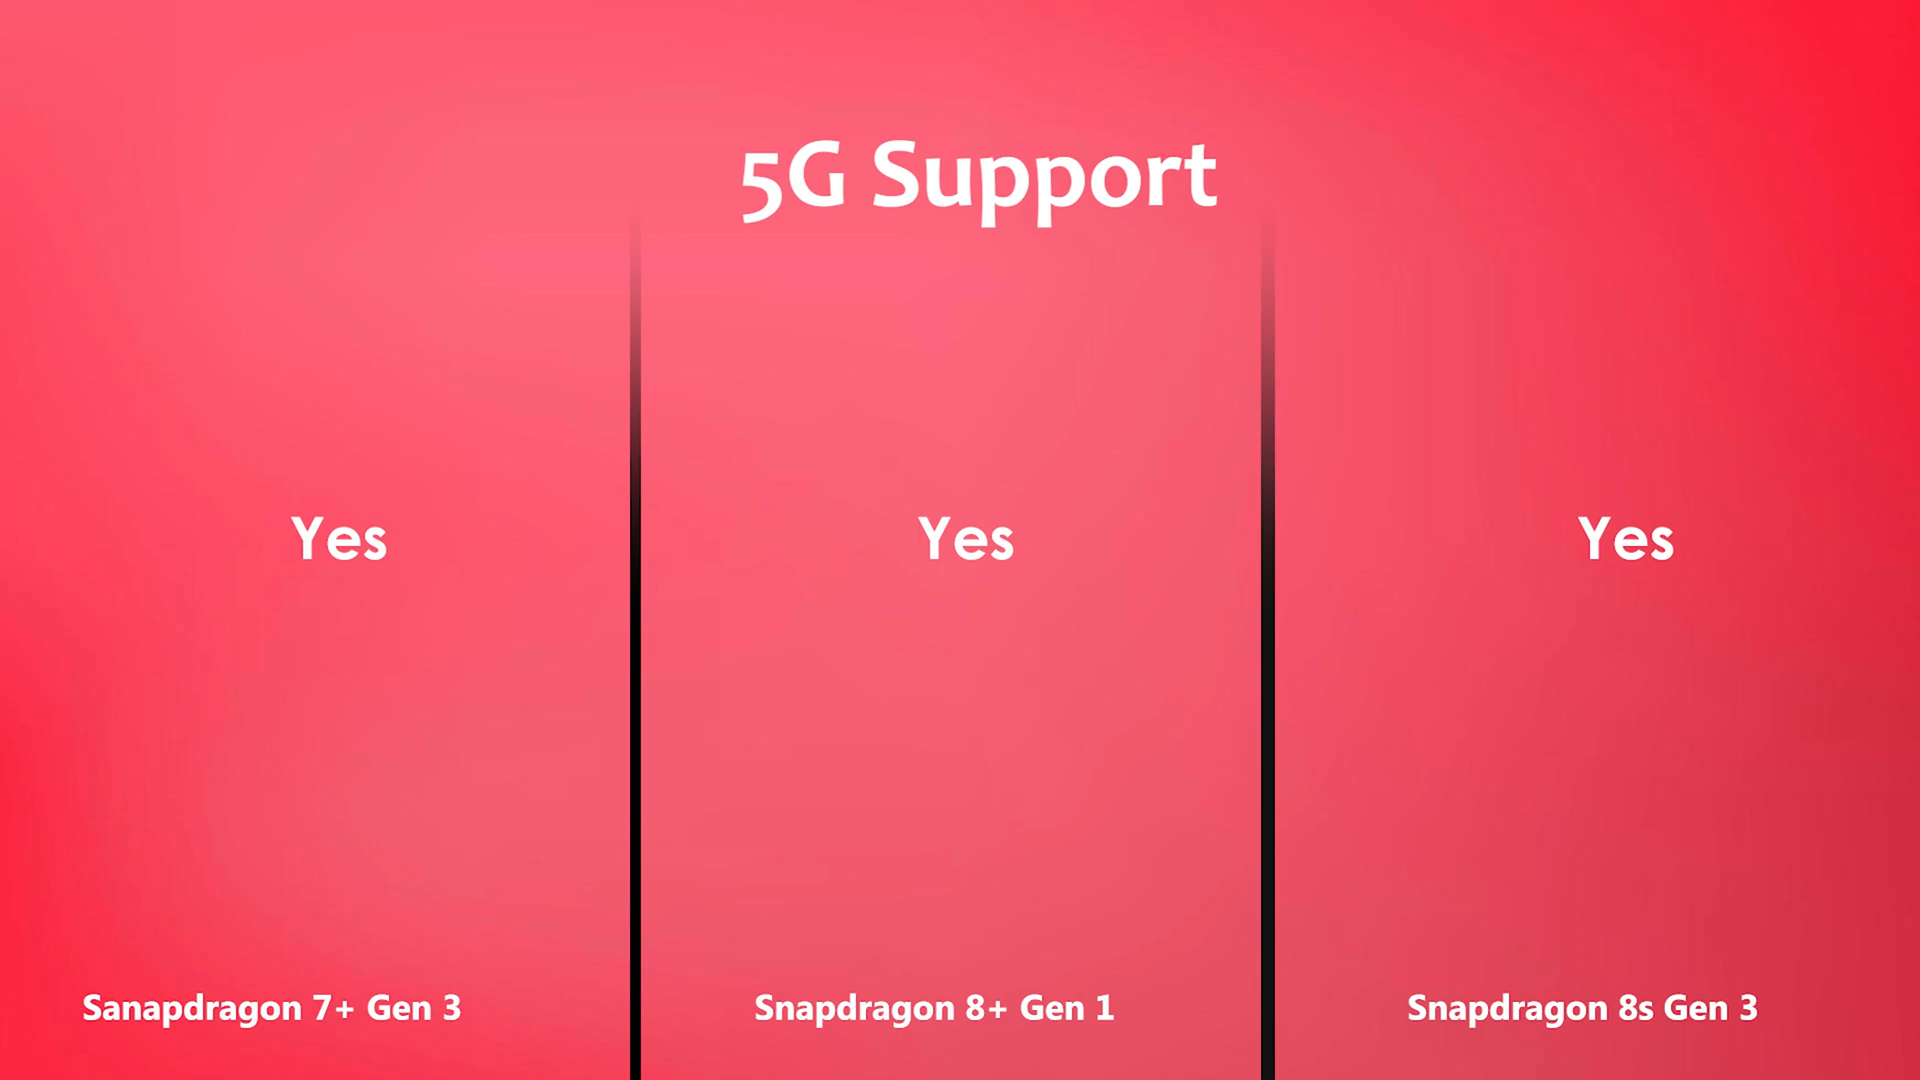 5G Support
Yes
Yes
Yes
Sanapdragon 7+ Gen 3
Snapdragon 8+ Gen 1
Snapdragon 8s Gen 3